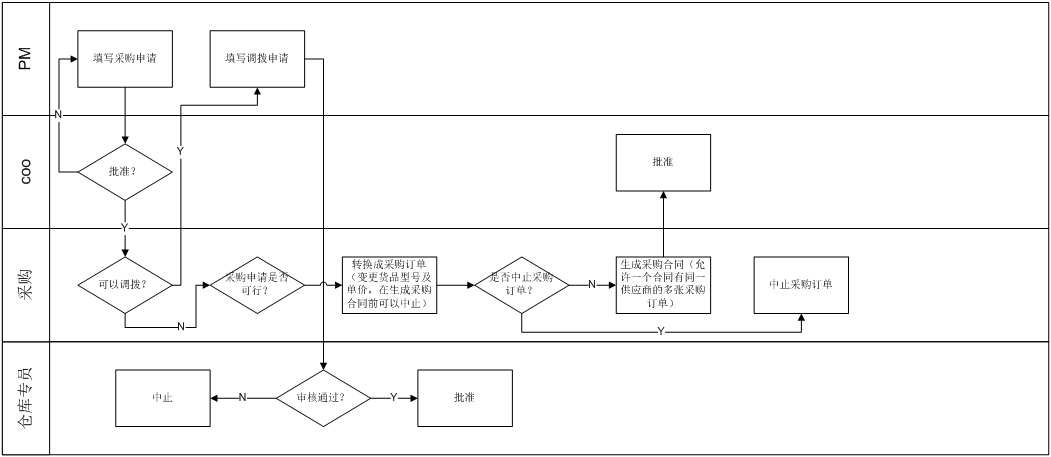 PM
填写采购申请
填写调拨申请
N
Y
coo
批准？
批准
Y
采购
可以调拨？
采购申请是否
可行？
转换成采购订单
（变更货品型号及
单价，在生成采购
合同前可以中止）
是否中止采购
订单？
N
生成采购合同（允
许一个合同有同一
供应商的多张采购
订单）
中止采购订单
N
Y
仓库专员
中止
N
审核通过？
Y
批准